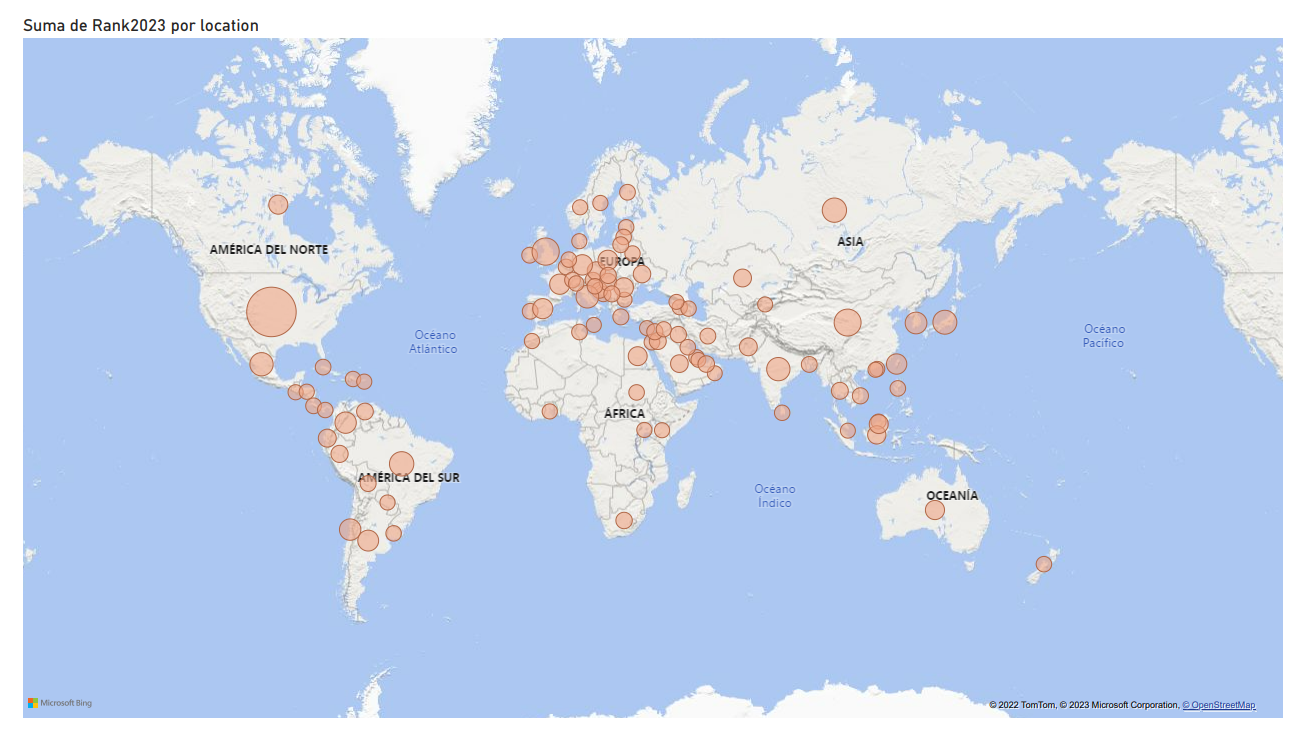 Suma de Rank2023 por location
AMÉRICA DEL NORTE
EUROPA
ASIA
Océano
Atlántico
Océano
Pacífico
ÁFRICA
AMÉRICA DEL SUR
Océano
Índico
OCEANÍA
Microsoft Bing
© 2022 TomTom, © 2023 Microsoft Corporation, © OpenStreetMap